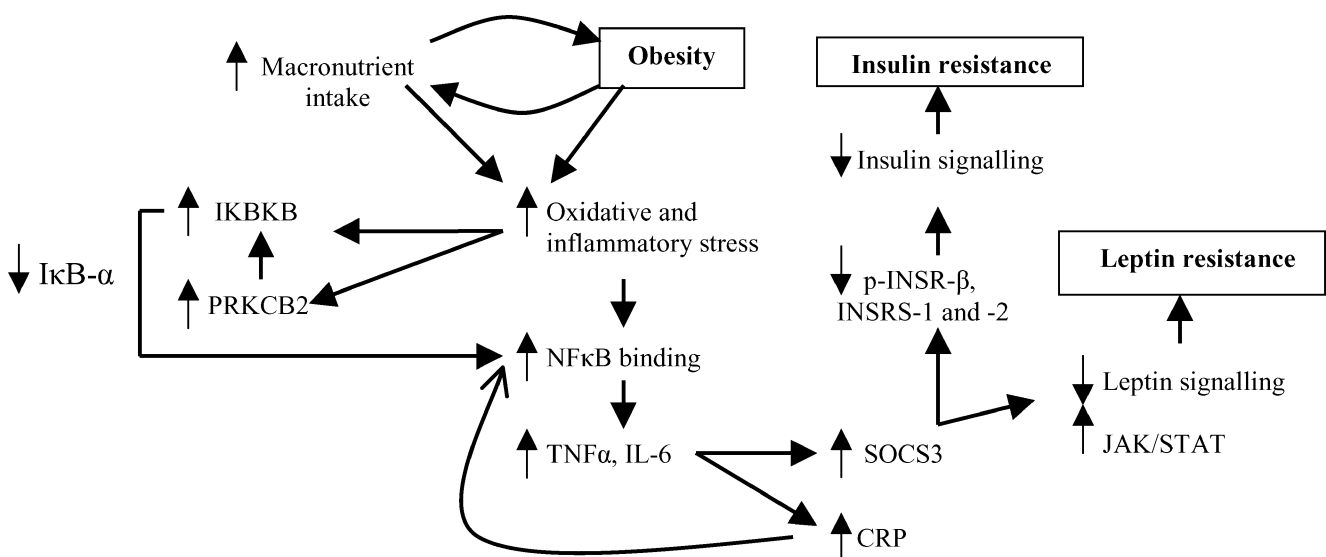 Macronutrient
intake
Obesity
Insulin resistance
Insulin signalling
IKBKB
Oxidative and
inflammatory stress
IκB-α
PRKCB2
p-INSR-β,
INSRS-1 and -2
Leptin resistance
NFκB binding
Leptin signalling
TNFα, IL-6
SOCS3
JAK/STAT
CRP